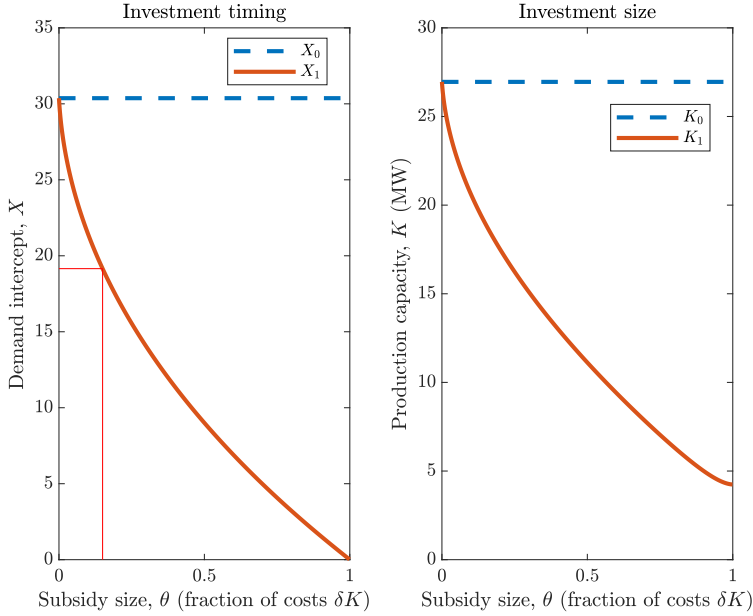 Investment timing
35
30
25
20
15
10
5
0
Demand intercept, X
X₀
X₁
0
0.5
1
Subsidy size, θ (fraction of costs δK)
Investment size
30
25
20
15
10
5
0
Production capacity, K (MW)
K₀
K₁
0
0.5
1
Subsidy size, θ (fraction of costs δK)